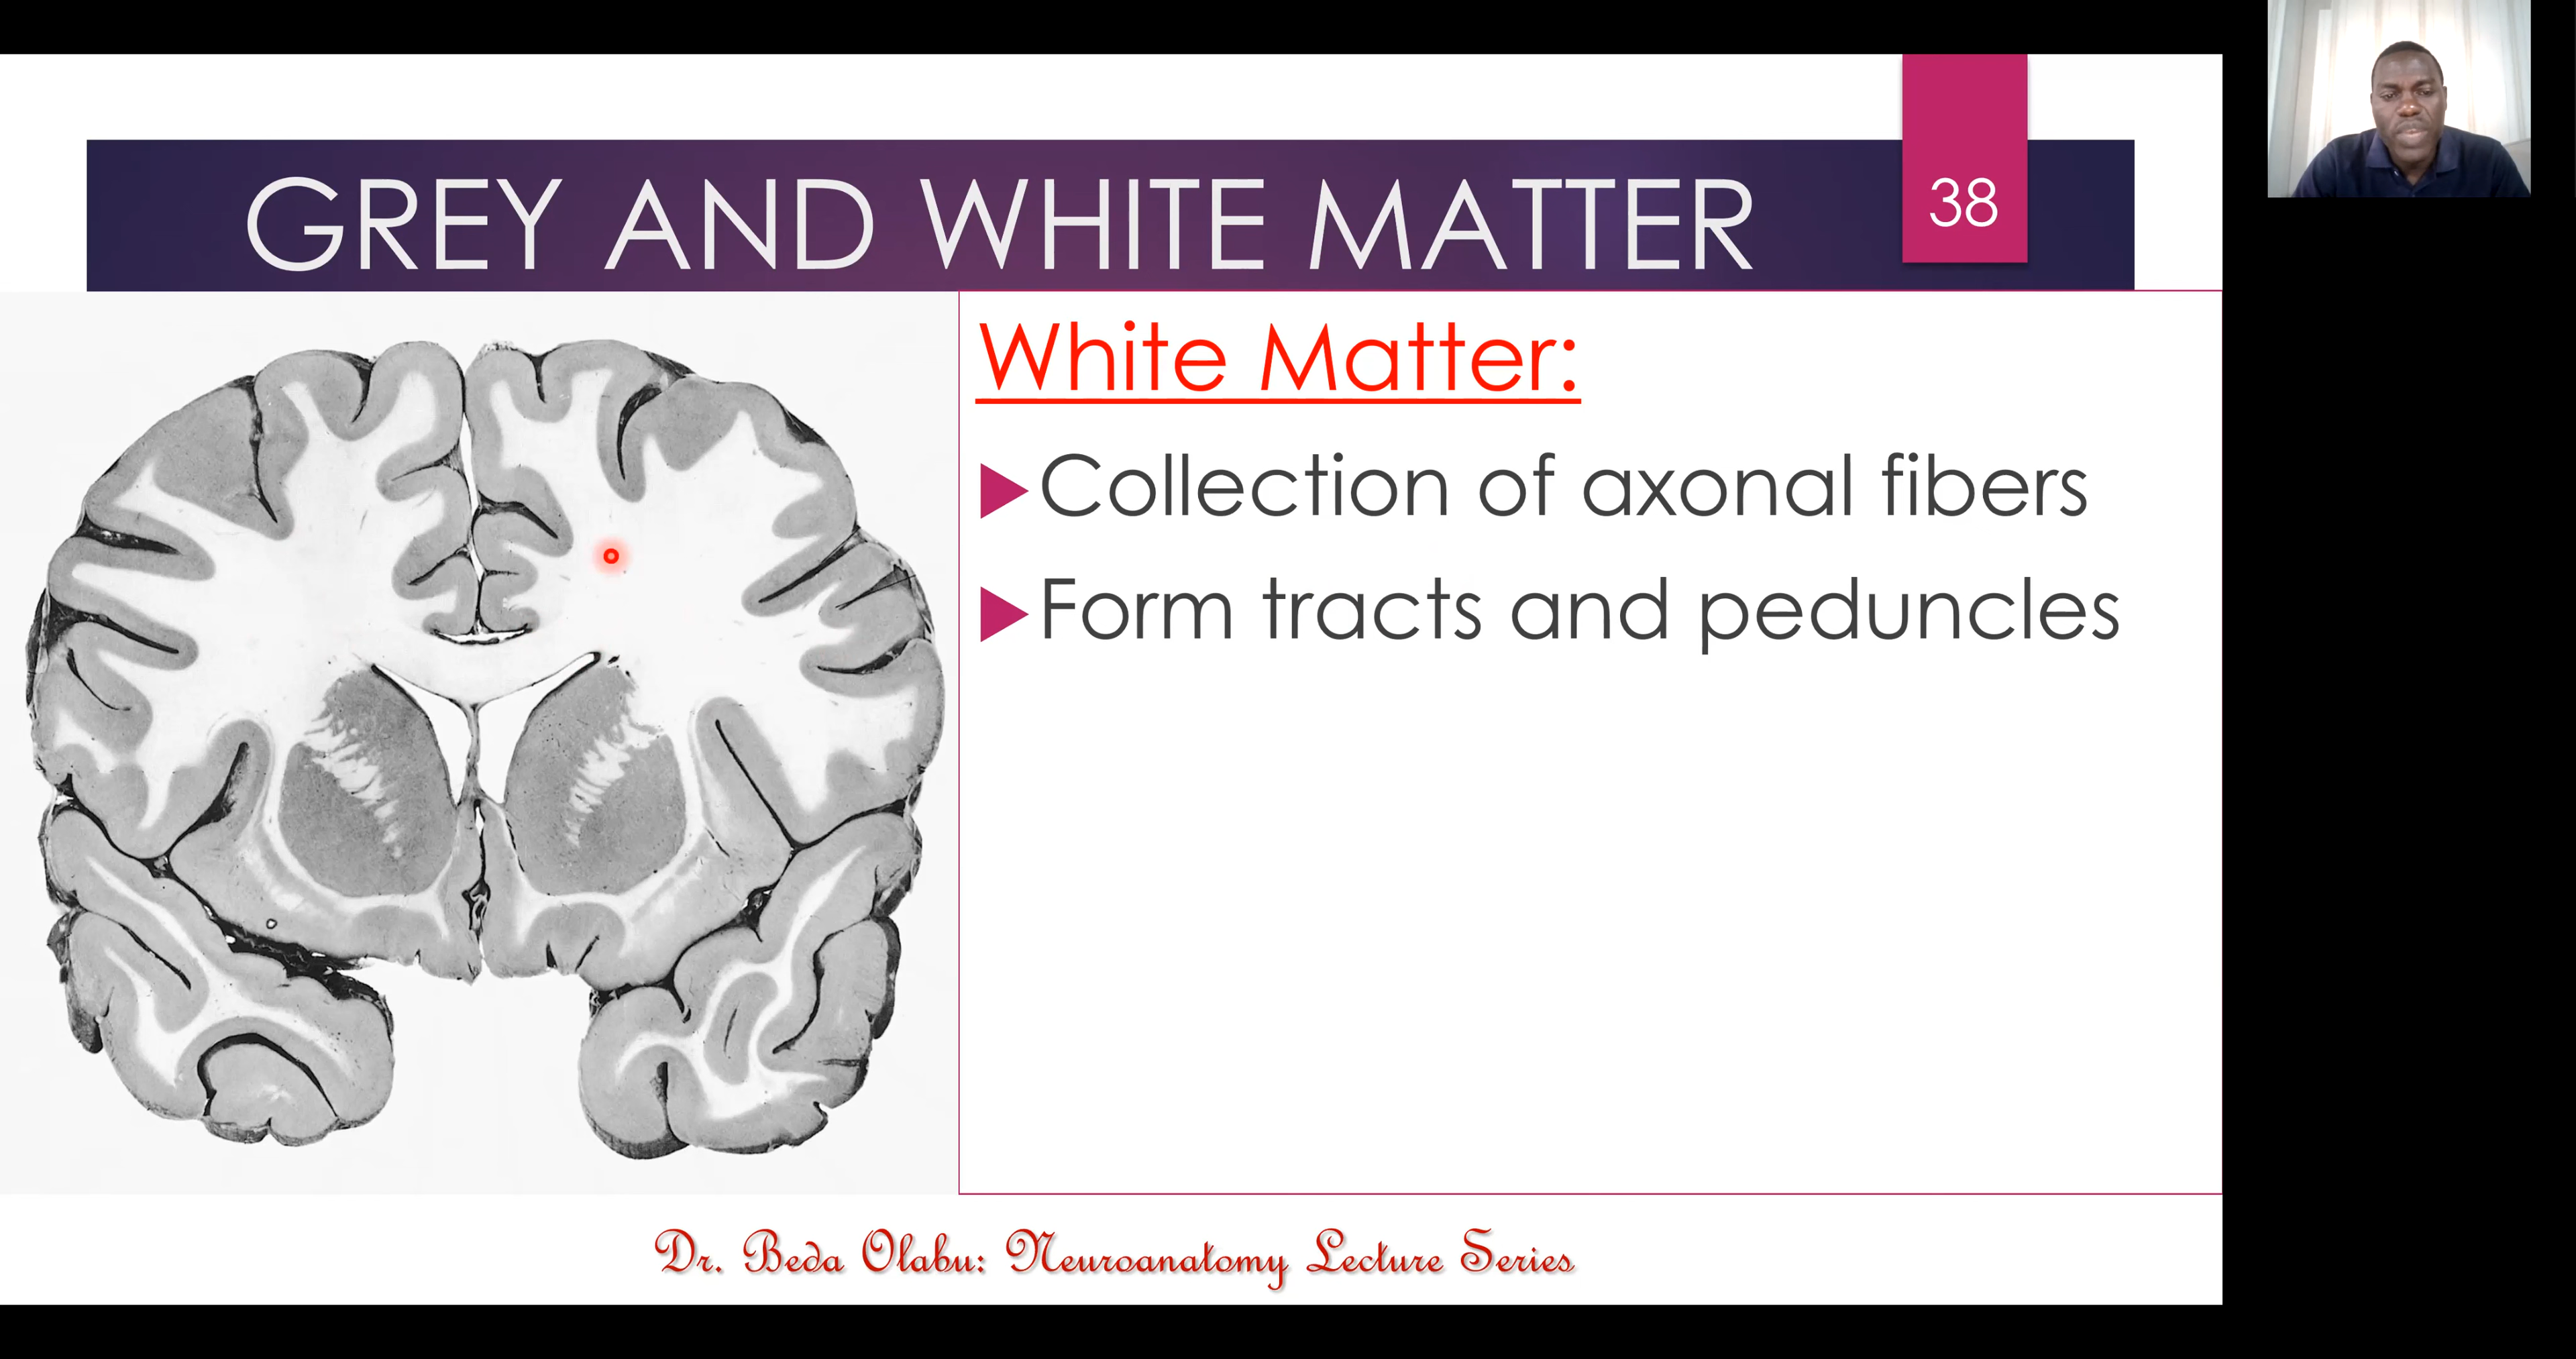 GREY AND WHITE MATTER
38
White Matter:
Collection of axonal fibers
Form tracts and peduncles
Dr. Beda Olabu: Neuroanatomy Lecture Series